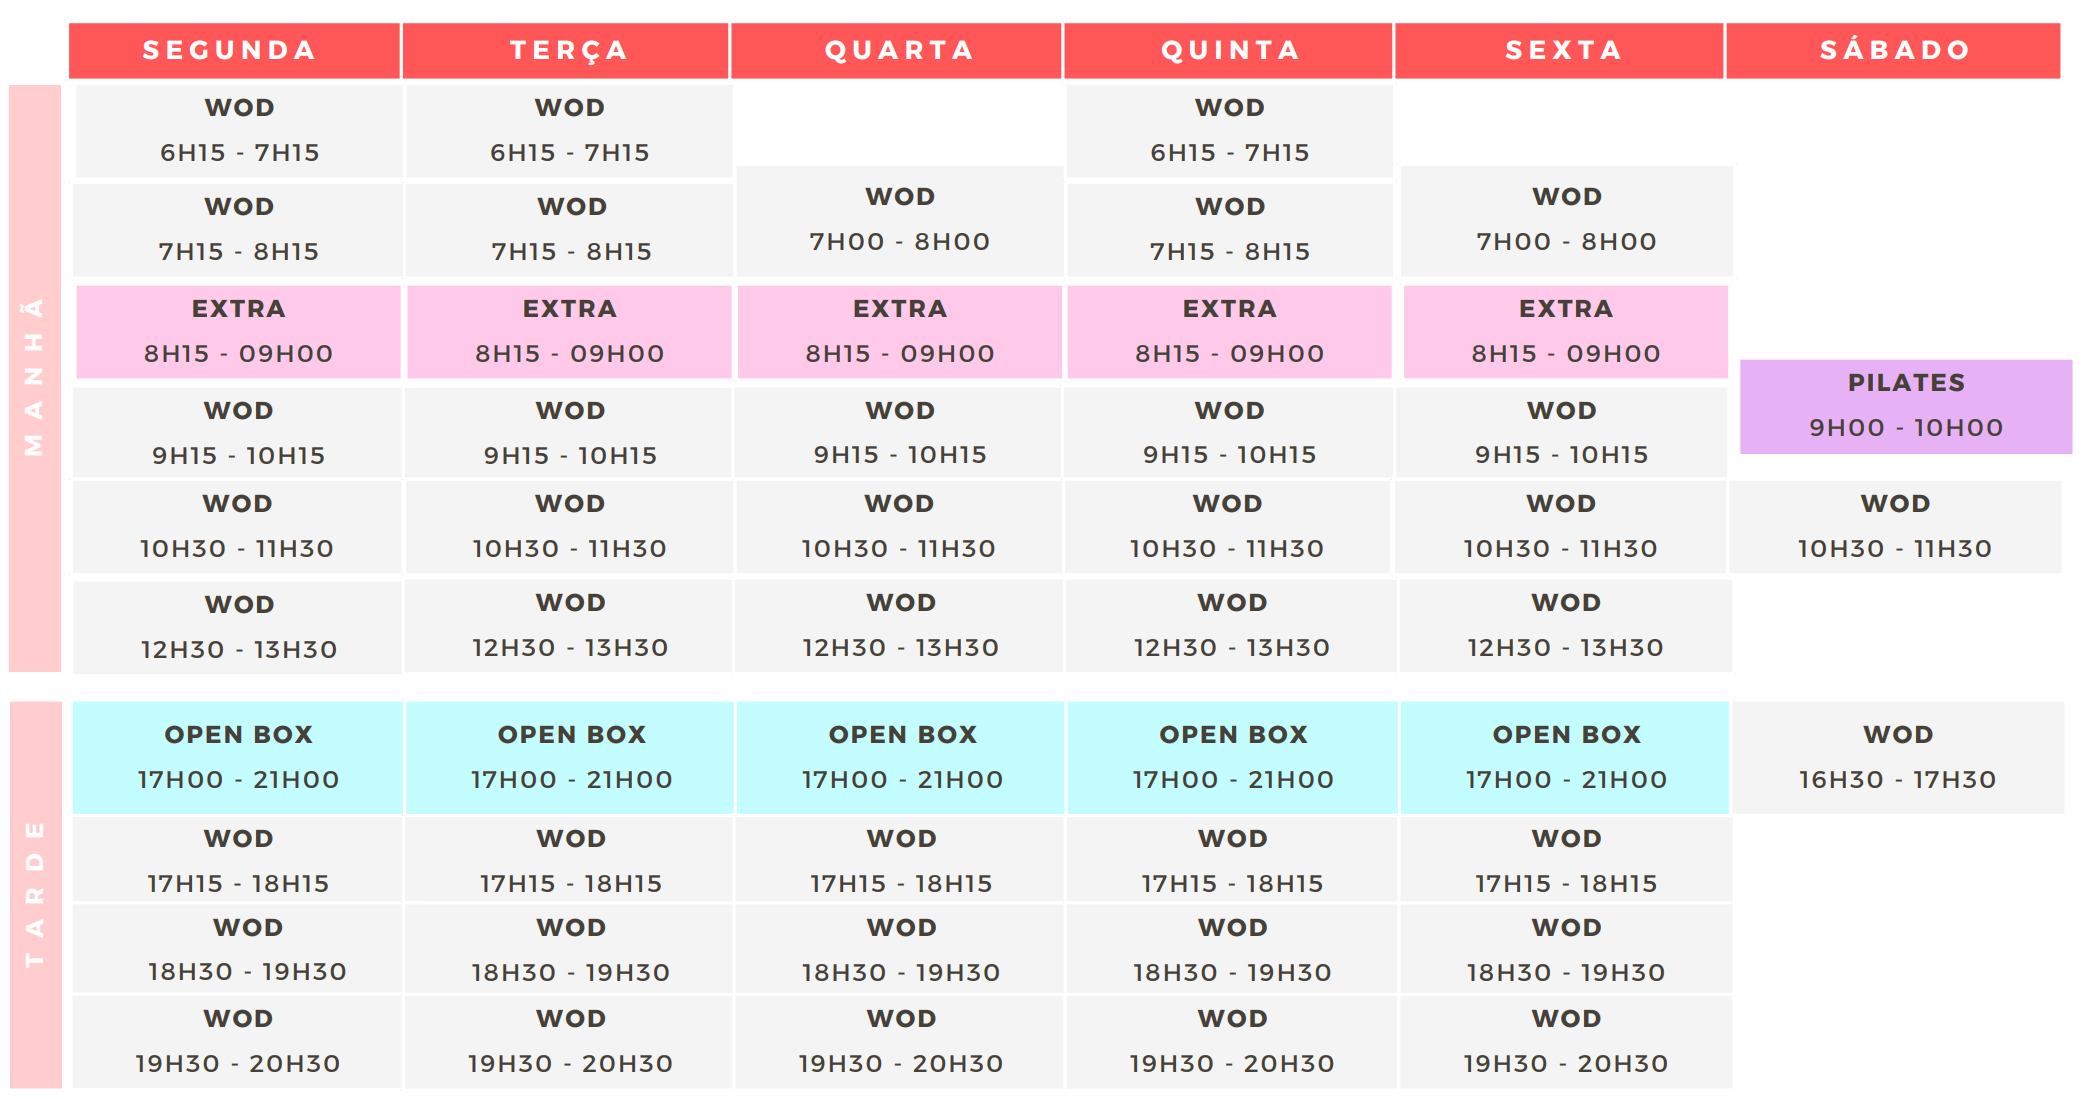 SEGUNDA TERÇA QUARTA QUINTA SEXTA SÁBADO
MANHÃ
WOD WOD WOD
6H15 - 7H15 6H15 - 7H15 6H15 - 7H15
WOD WOD
7H00 - 8H00 7H00 - 8H00
WOD WOD WOD
7H15 - 8H15 7H15 - 8H15 7H15 - 8H15
EXTRA EXTRA EXTRA EXTRA EXTRA
8H15 - 09H00 8H15 - 09H00 8H15 - 09H00 8H15 - 09H00 8H15 - 09H00
PILATES
9H00 - 10H00
WOD WOD WOD WOD WOD
9H15 - 10H15 9H15 - 10H15 9H15 - 10H15 9H15 - 10H15 9H15 - 10H15
WOD WOD WOD WOD WOD WOD
10H30 - 11H30 10H30 - 11H30 10H30 - 11H30 10H30 - 11H30 10H30 - 11H30 10H30 - 11H30
WOD WOD WOD WOD WOD
12H30 - 13H30 12H30 - 13H30 12H30 - 13H30 12H30 - 13H30 12H30 - 13H30
TARDE
OPEN BOX OPEN BOX OPEN BOX OPEN BOX OPEN BOX WOD
17H00 - 21H00 17H00 - 21H00 17H00 - 21H00 17H00 - 21H00 17H00 - 21H00 16H30 - 17H30
WOD WOD WOD WOD WOD
17H15 - 18H15 17H15 - 18H15 17H15 - 18H15 17H15 - 18H15 17H15 - 18H15
WOD WOD WOD WOD WOD
18H30 - 19H30 18H30 - 19H30 18H30 - 19H30 18H30 - 19H30 18H30 - 19H30
WOD WOD WOD WOD WOD
19H30 - 20H30 19H30 - 20H30 19H30 - 20H30 19H30 - 20H30 19H30 - 20H30